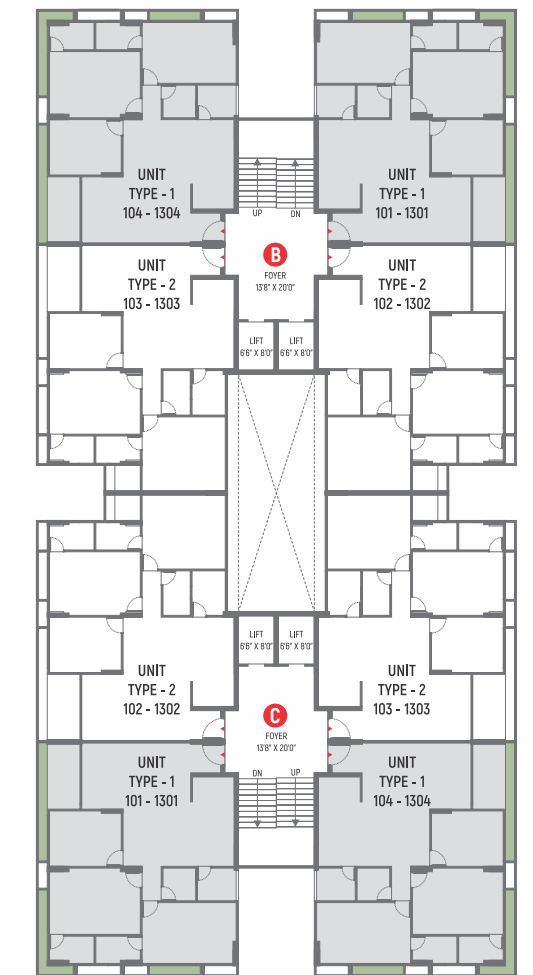 UNIT
TYPE - 1
104 - 1304
UNIT
TYPE - 1
101 - 1301
UP
DN
B
FOYER
13'8" X 20'0"
UNIT
TYPE - 2
103 - 1303
UNIT
TYPE - 2
102 - 1302
LIFT
6'6" X 8'0"
LIFT
6'6" X 8'0"
LIFT
6'6" X 8'0"
LIFT
6'6" X 8'0"
UNIT
TYPE - 2
102 - 1302
UNIT
TYPE - 2
103 - 1303
C
FOYER
13'8" X 20'0"
DN
UP
UNIT
TYPE - 1
101 - 1301
UNIT
TYPE - 1
104 - 1304